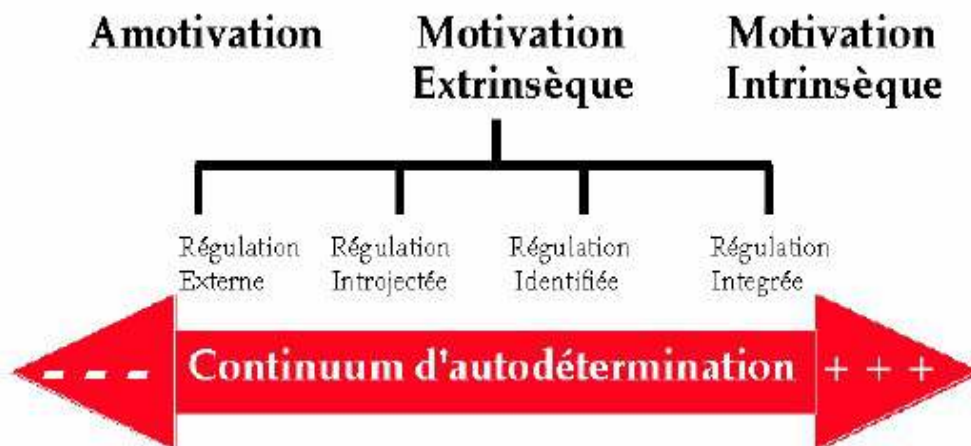 Amotivation
Motivation
Extrinsèque
Motivation
Intrinsèque
Régulation
Externe
Régulation
Introjectée
Régulation
Identifiée
Régulation
Integrée
- - - Continuum d'autodétermination + + +